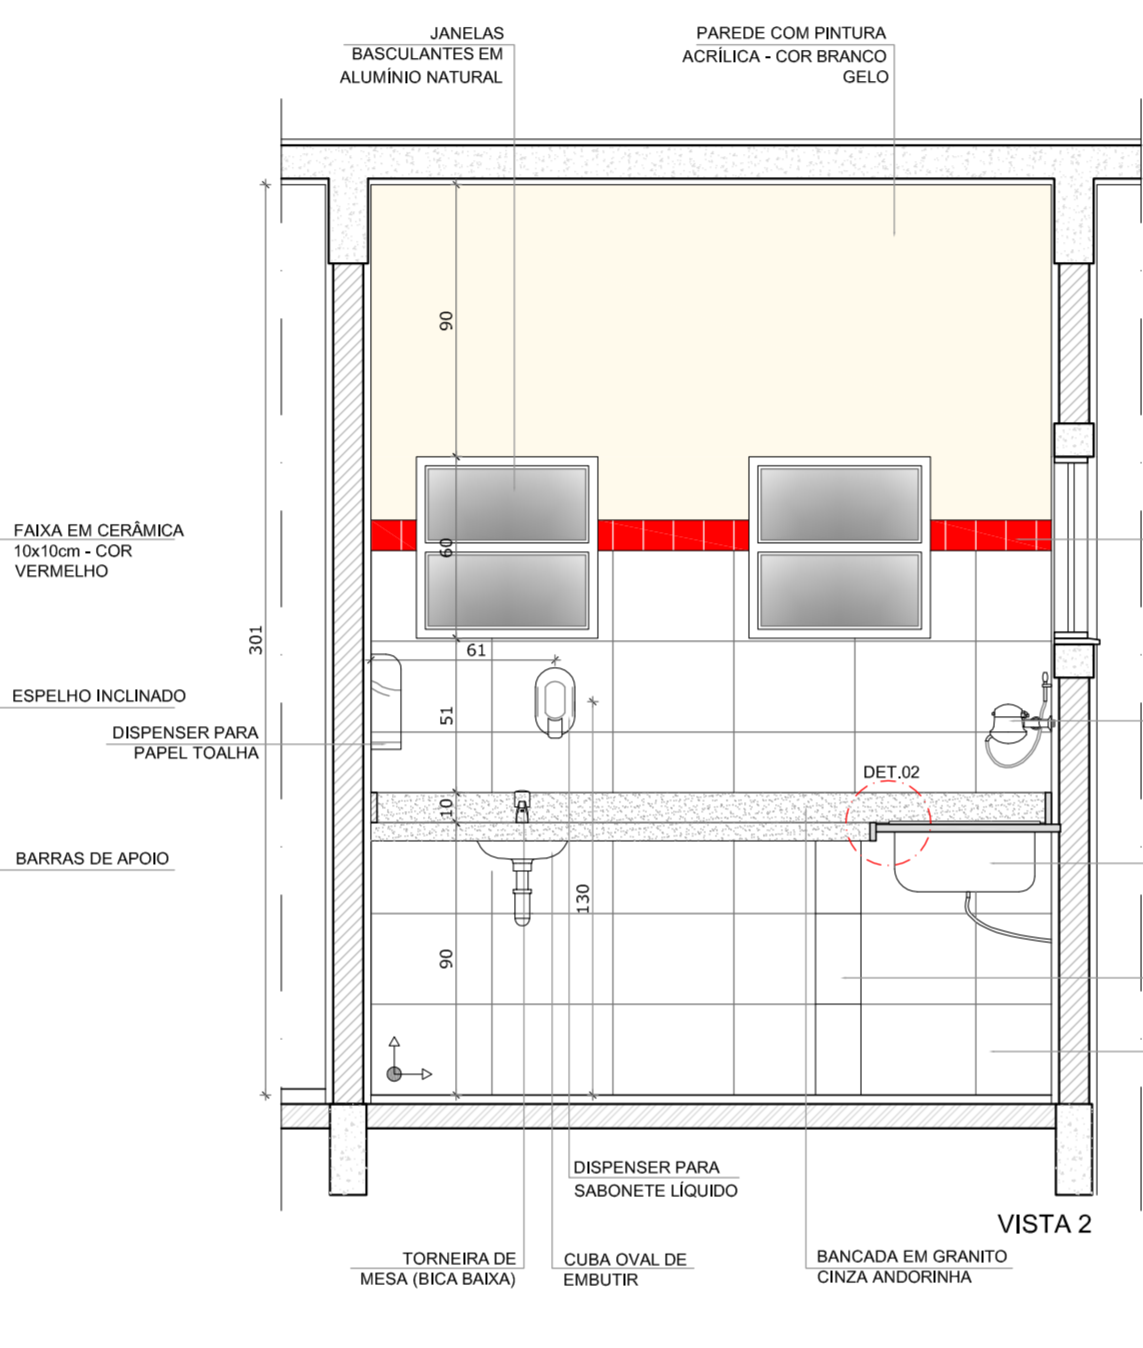 JANELAS
BASCULANTES EM
ALUMÍNIO NATURAL
PAREDE COM PINTURA
ACRÍLICA - COR BRANCO
GELO
90
FAIXA EM CERÂMICA
10x10cm - COR
VERMELHO
60
301
61
ESPELHO INCLINADO
51
DISPENSER PARA
PAPEL TOALHA
DET.02
10
BARRAS DE APOIO
130
90
DISPENSER PARA
SABONETE LÍQUIDO
VISTA 2
TORNEIRA DE
MESA (BICA BAIXA)
CUBA OVAL DE
EMBUTIR
BANCADA EM GRANITO
CINZA ANDORINHA